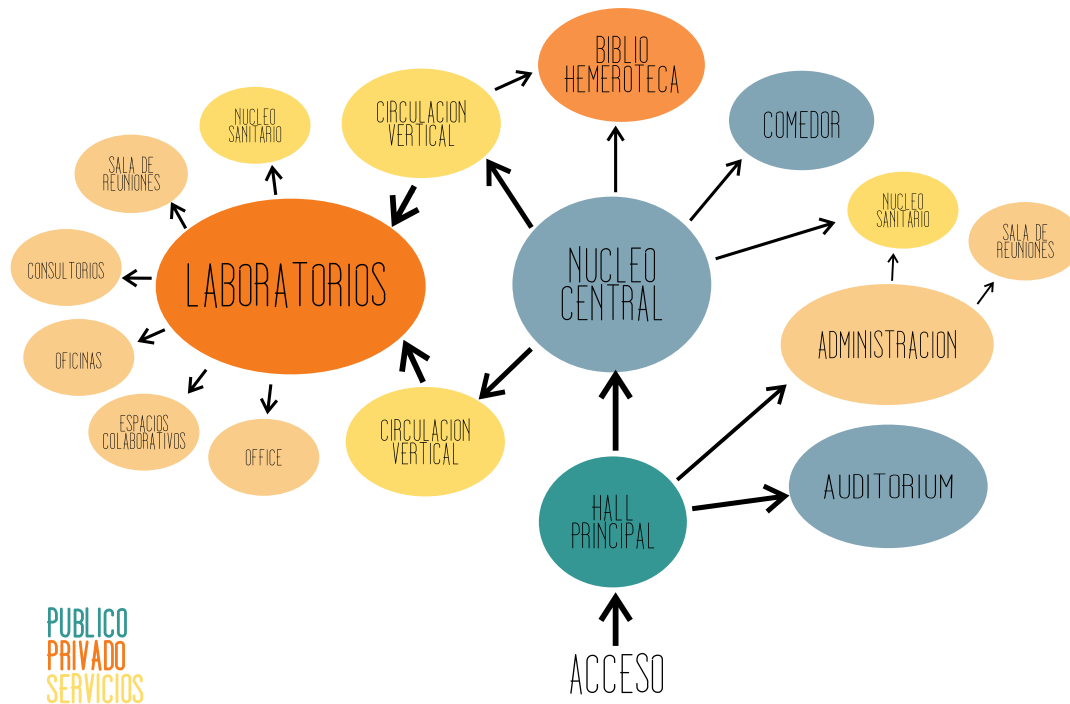 BIBLIO
HEMEROTECA
CIRCULACION
VERTICAL
NUCLEO
SANITARIO
COMEDOR
SALA DE
REUNIONES
NUCLEO
SANITARIO
SALA DE
REUNIONES
CONSULTORIOS
LABORATORIOS
NUCLEO
CENTRAL
ADMINISTRACION
OFICINAS
ESPACIOS
COLABORATIVOS
OFFICE
CIRCULACION
VERTICAL
AUDITORIUM
HALL
PRINCIPAL
PUBLICO
PRIVADO
SERVICIOS
ACCESO